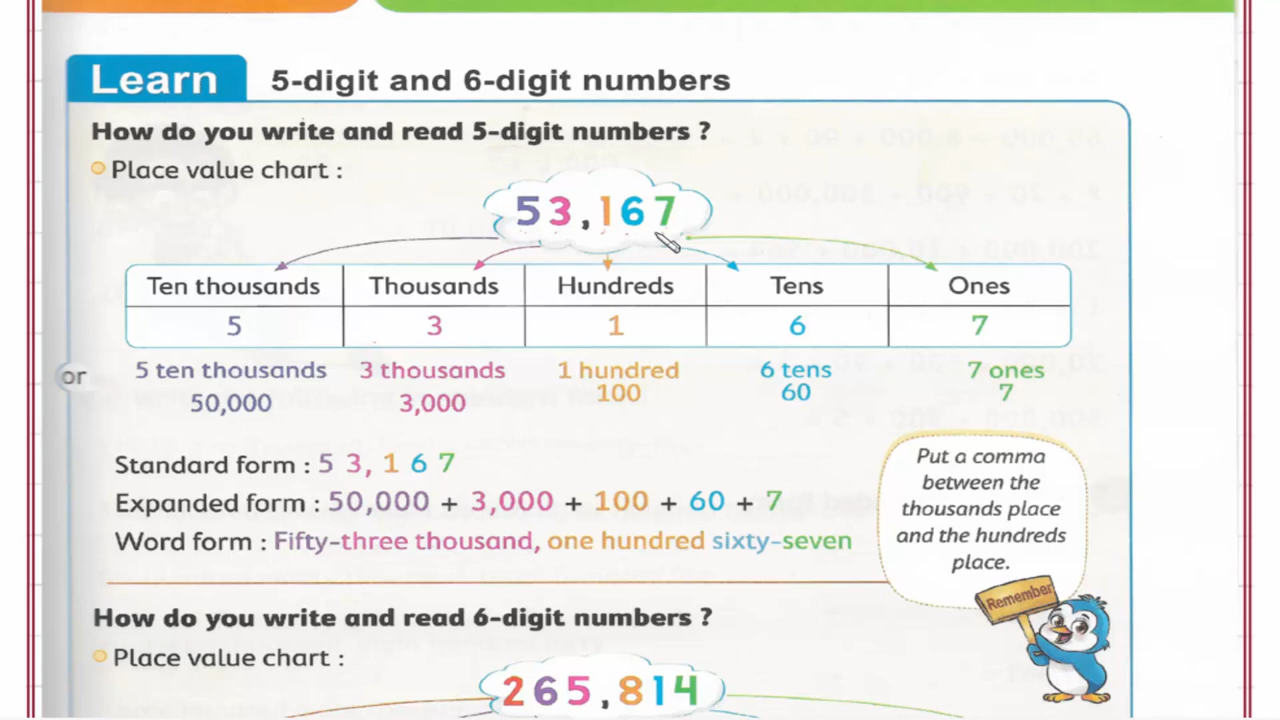 Learn 5-digit and 6-digit numbers
How do you write and read 5-digit numbers ?
Place value chart :
53,167
Ten thousands Thousands Hundreds Tens Ones
5 3 1 6 7
or 5 ten thousands 3 thousands 1 hundred 6 tens 7 ones
50,000 3,000 100 60 7
Standard form : 5 3, 1 6 7
Expanded form : 50,000 + 3,000 + 100 + 60 + 7
Word form : Fifty-three thousand, one hundred sixty-seven
Put a comma
between the
thousands place
and the hundreds
place.
Remember
How do you write and read 6-digit numbers ?
Place value chart :
265,814